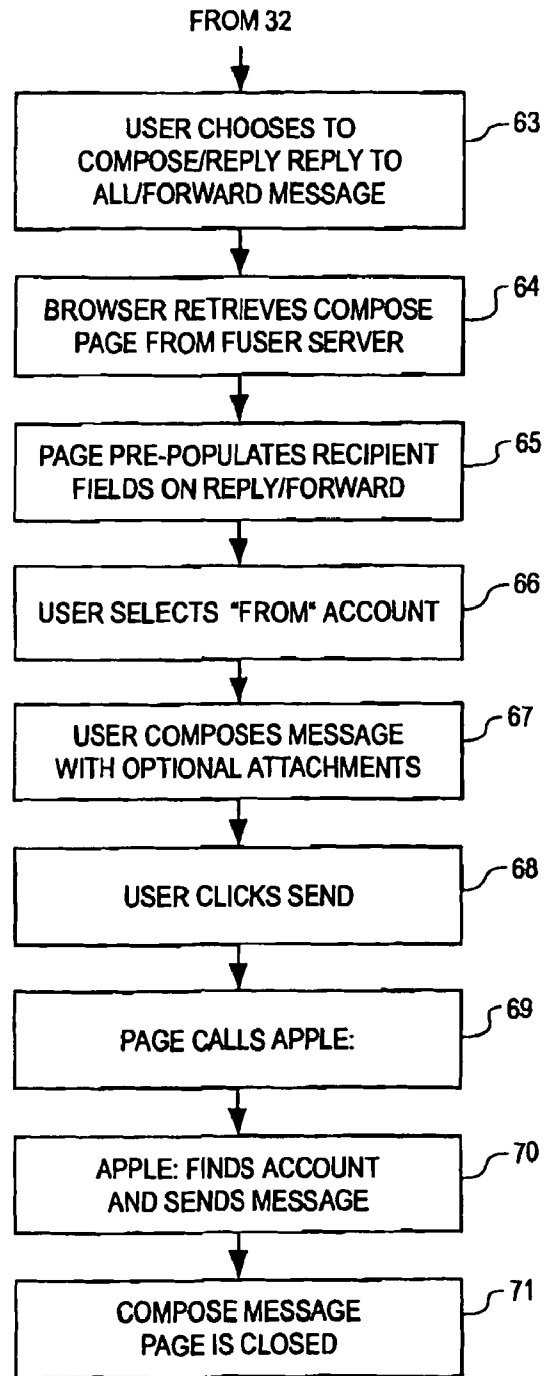 FROM 32
USER CHOOSES TO
COMPOSE/REPLY REPLY TO
ALL/FORWARD MESSAGE
63
BROWSER RETRIEVES COMPOSE
PAGE FROM FUSER SERVER
64
PAGE PRE-POPULATES RECIPIENT
FIELDS ON REPLY/FORWARD
65
USER SELECTS "FROM" ACCOUNT
66
USER COMPOSES MESSAGE
WITH OPTIONAL ATTACHMENTS
67
USER CLICKS SEND
68
PAGE CALLS APPLE:
69
APPLE: FINDS ACCOUNT
AND SENDS MESSAGE
70
COMPOSE MESSAGE
PAGE IS CLOSED
71